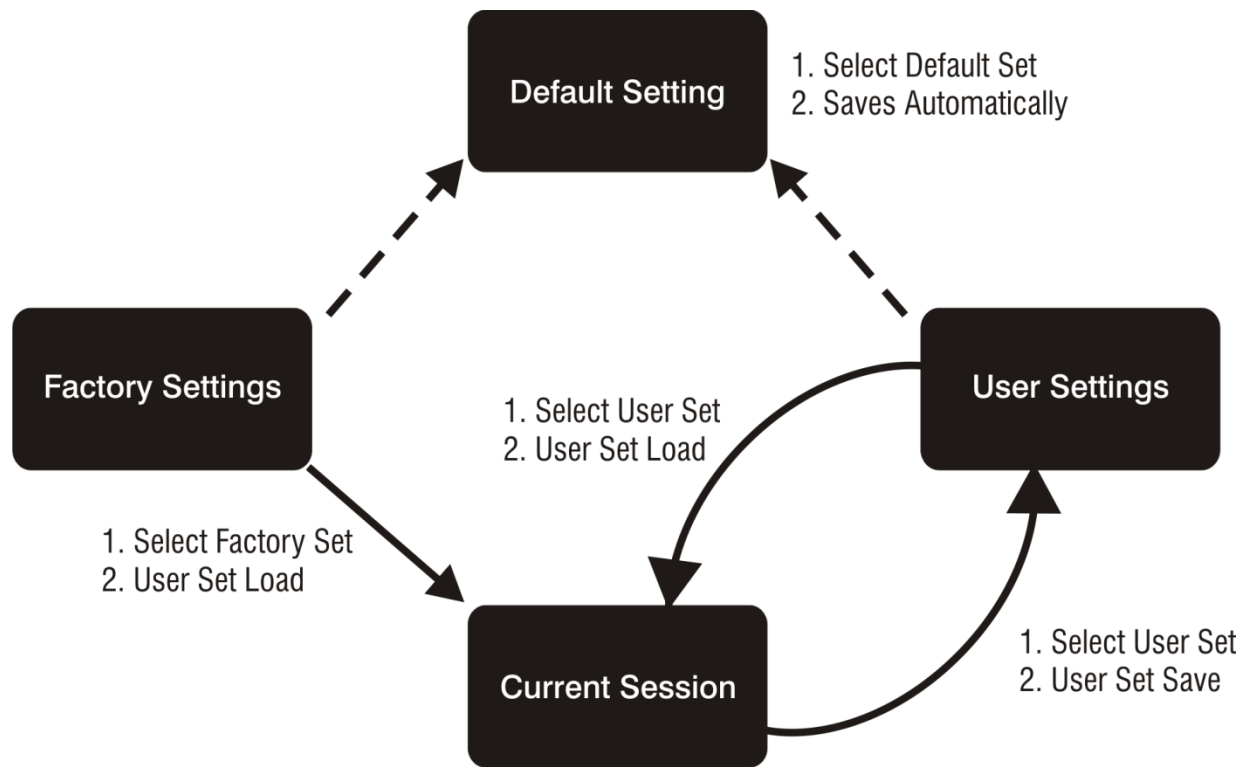 Default Setting
1. Select Default Set
2. Saves Automatically
Factory Settings
User Settings
1. Select User Set
2. User Set Load
1. Select Factory Set
2. User Set Load
Current Session
1. Select User Set
2. User Set Save